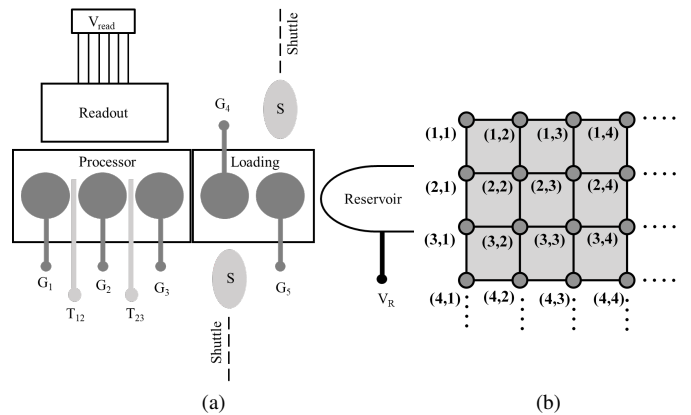 V_read
Shuttle
Readout
G_4
S
Processor
Loading
Reservoir
G_1
G_2
G_3
S
G_5
T_12
T_23
V_R
Shuttle
(a)
(1,1) (1,2) (1,3) (1,4)
(2,1) (2,2) (2,3) (2,4)
(3,1) (3,2) (3,3) (3,4)
(4,1) (4,2) (4,3) (4,4)
(b)